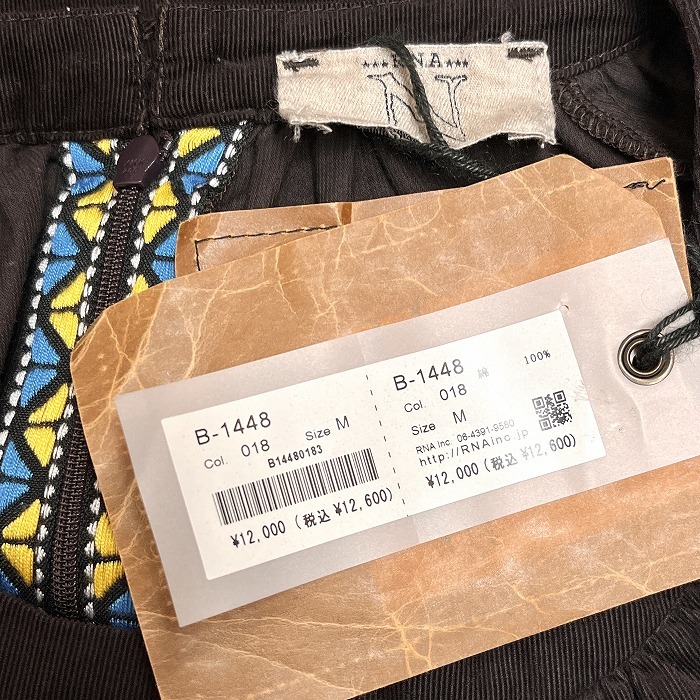 RNA
N
B-1448
Col. 018 Size M
B14480183
¥12,000 (税込 ¥12,600)
B-1448 綿 100%
Col. 018
Size M
RNA Inc. 06-4391-9580
http://RNAinc.jp
¥12,000 (税込 ¥12,600)